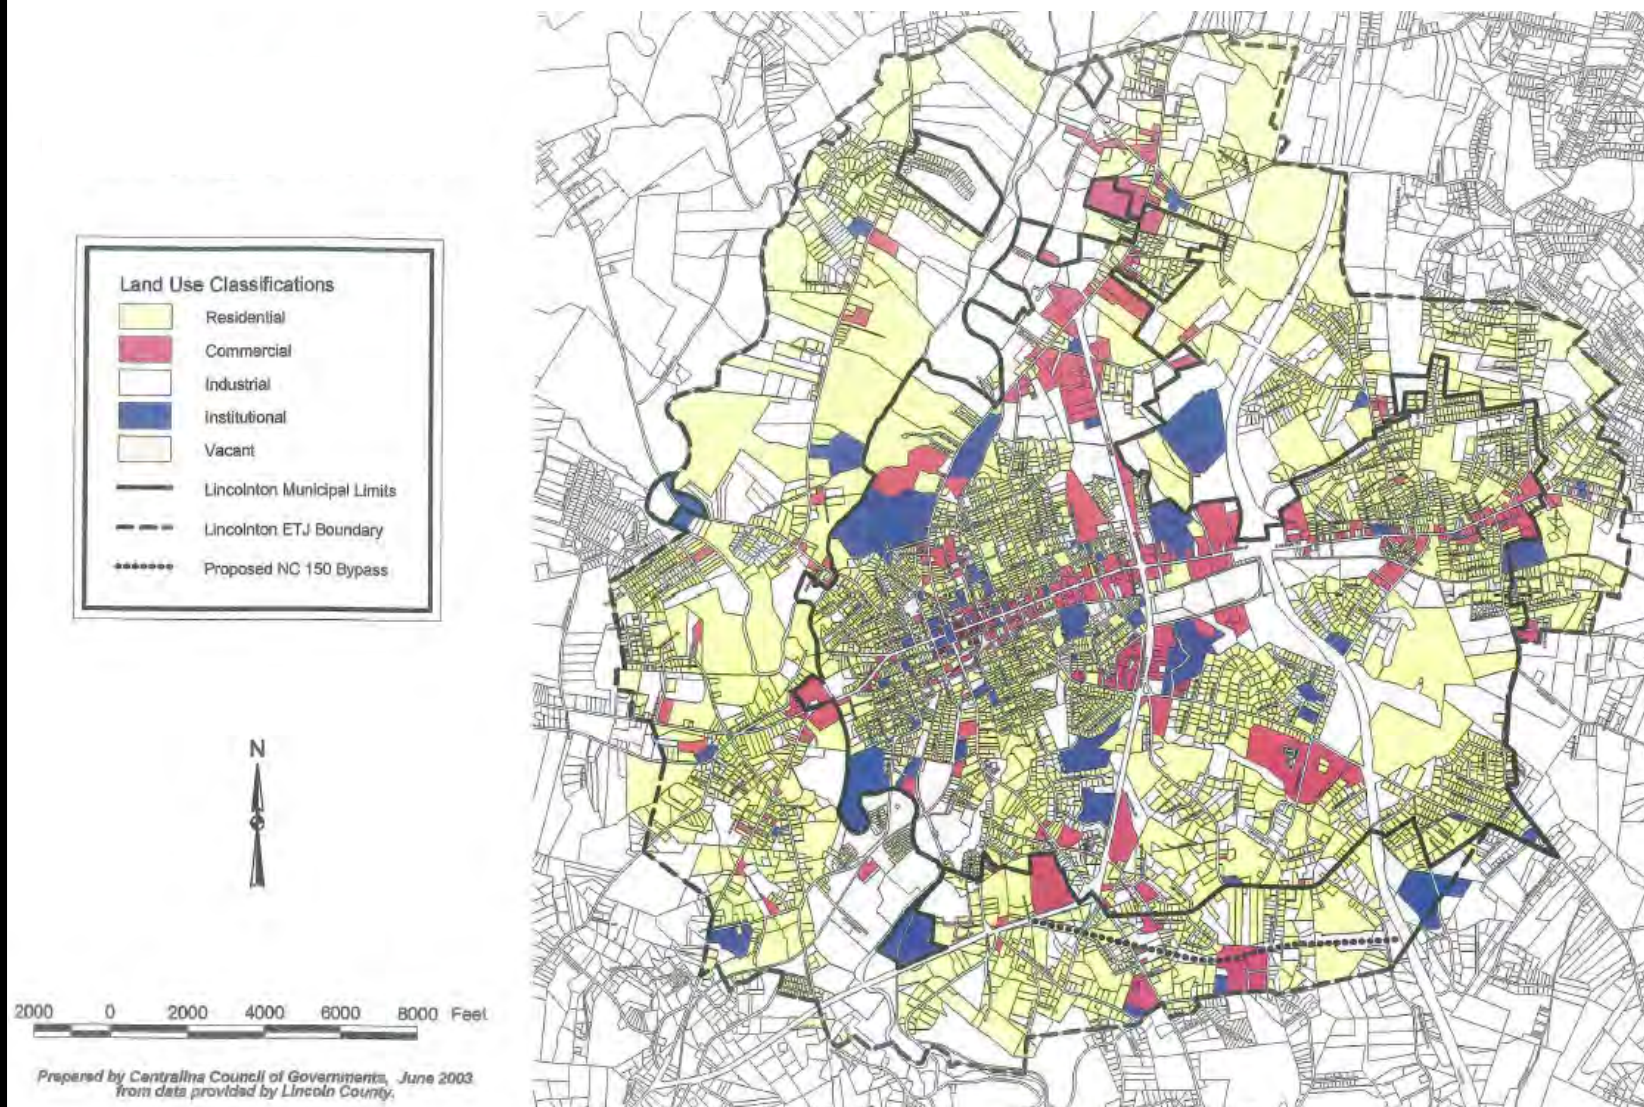 Land Use Classifications
Residential
Commercial
Industrial
Institutional
Vacant
Lincolnton Municipal Limits
Lincolnton ETJ Boundary
Proposed NC 150 Bypass
N
2000 0 2000 4000 6000 8000 Feet
Prepared by Centralina Council of Governments, June 2003
from data provided by Lincoln County.